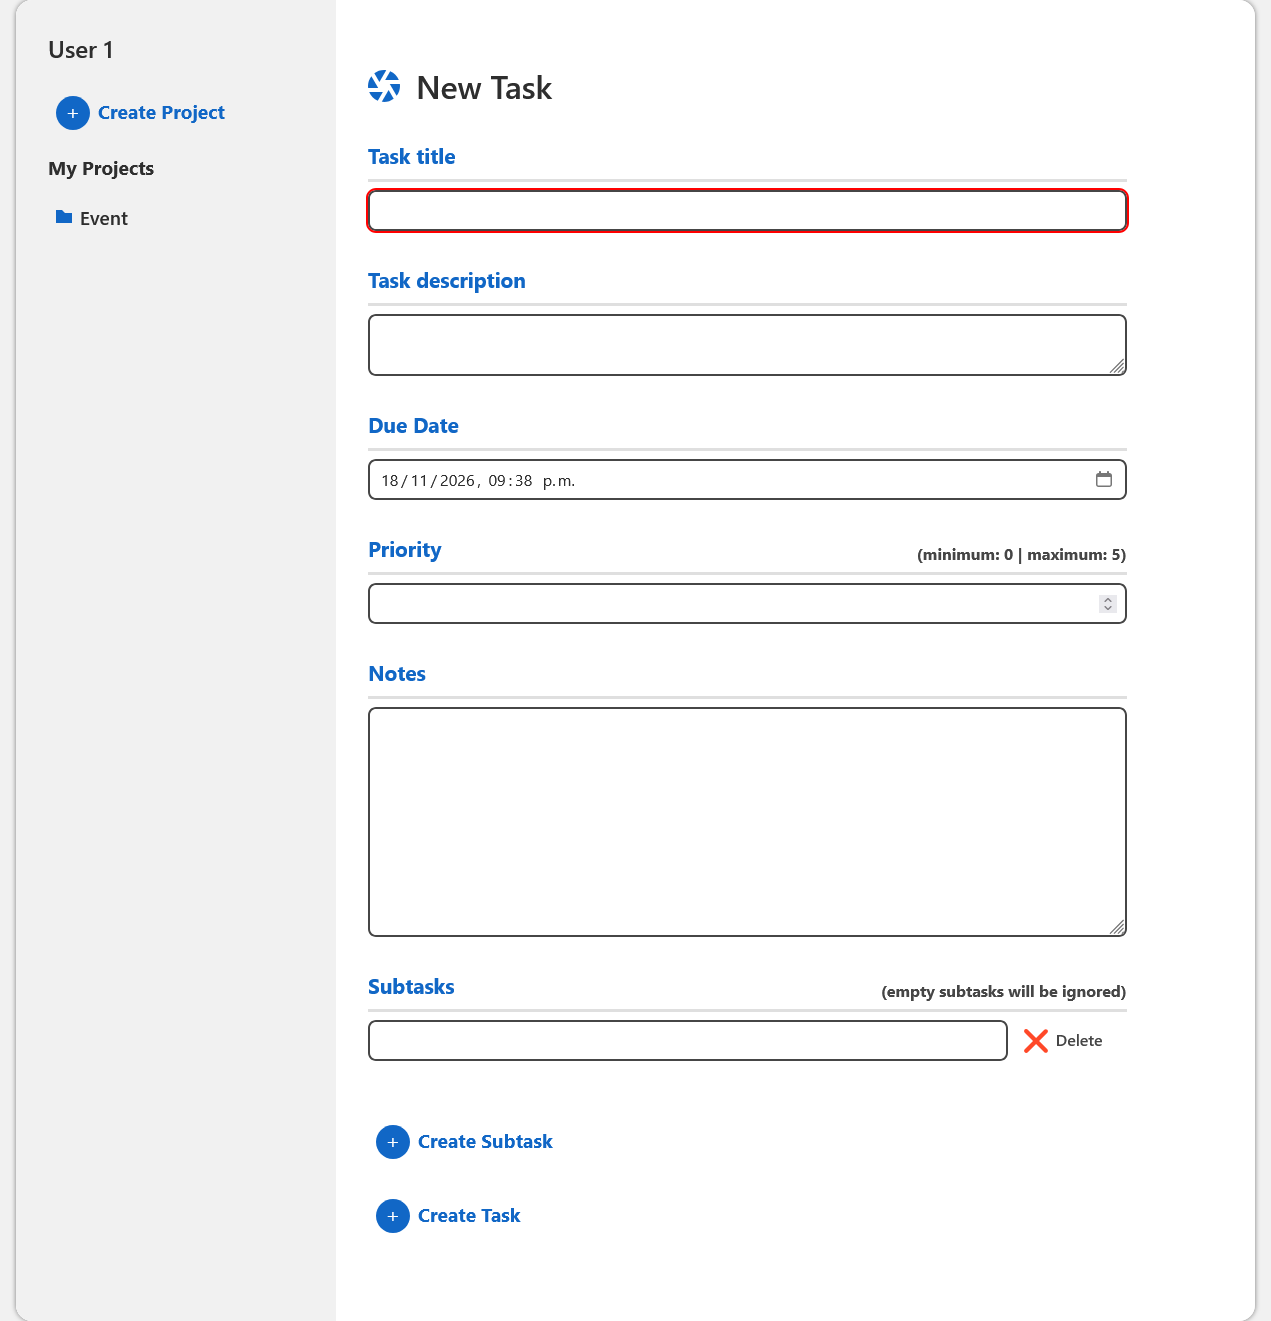 User 1
+ Create Project
My Projects
Event
New Task
Task title
Task description
Due Date
18/11/2026, 09:38 p.m.
Priority (minimum: 0 | maximum: 5)
Notes
Subtasks (empty subtasks will be ignored)
Delete
+ Create Subtask
+ Create Task